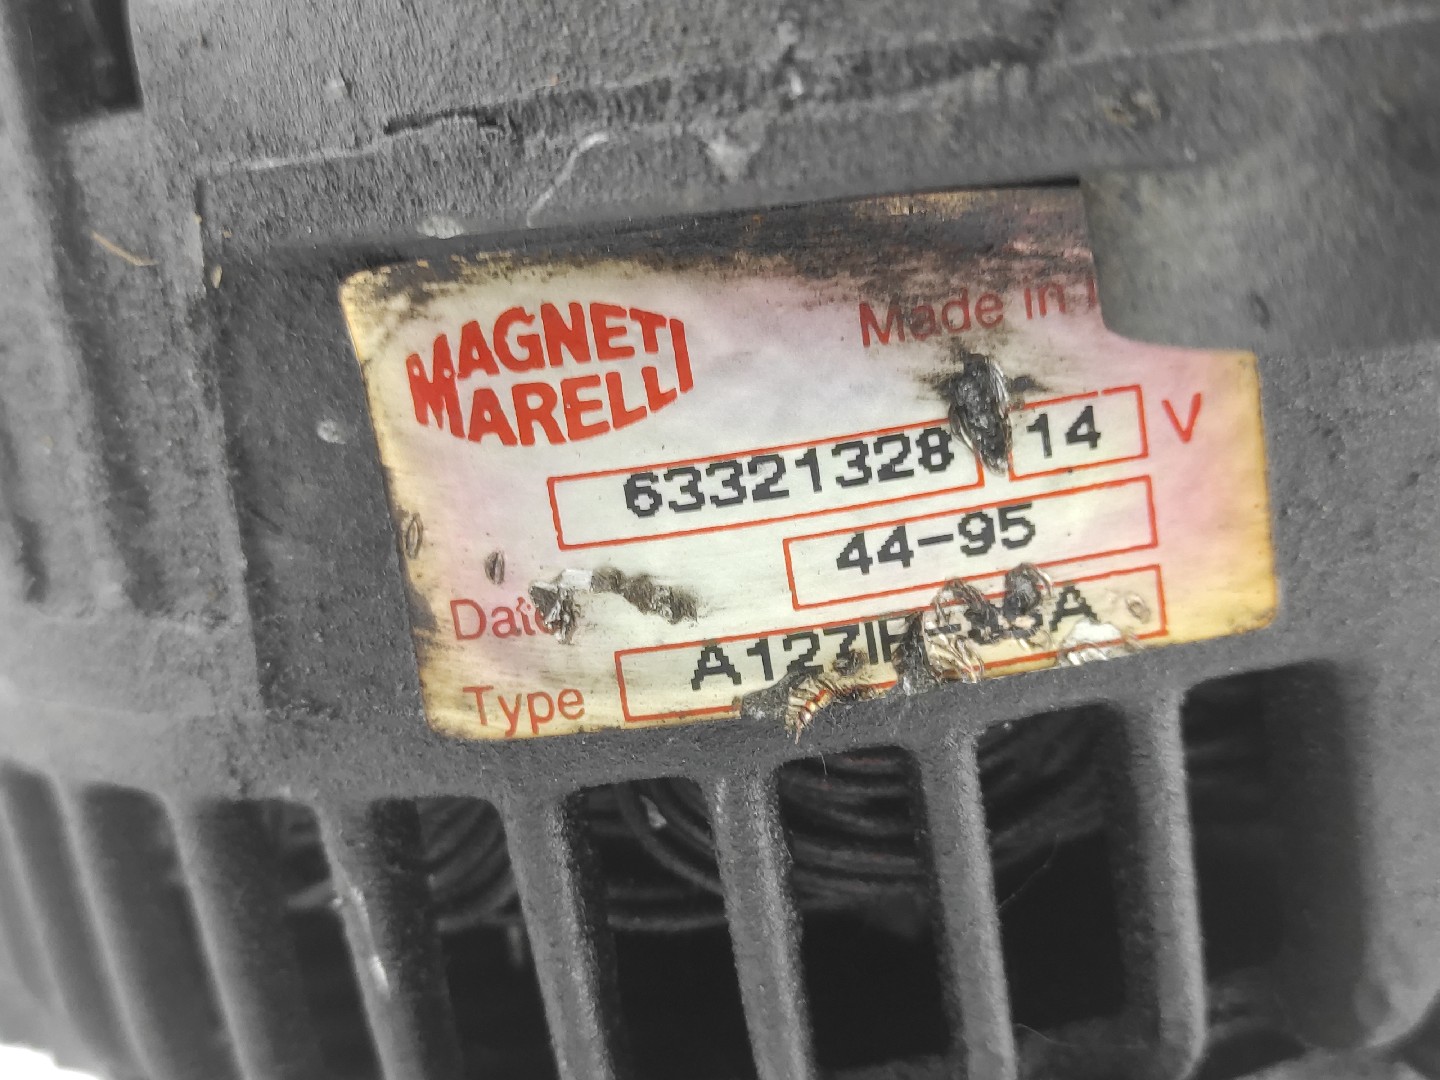 MAGNETI
MARELLI
Made in
63321328 14 V
44-95
Date
Type